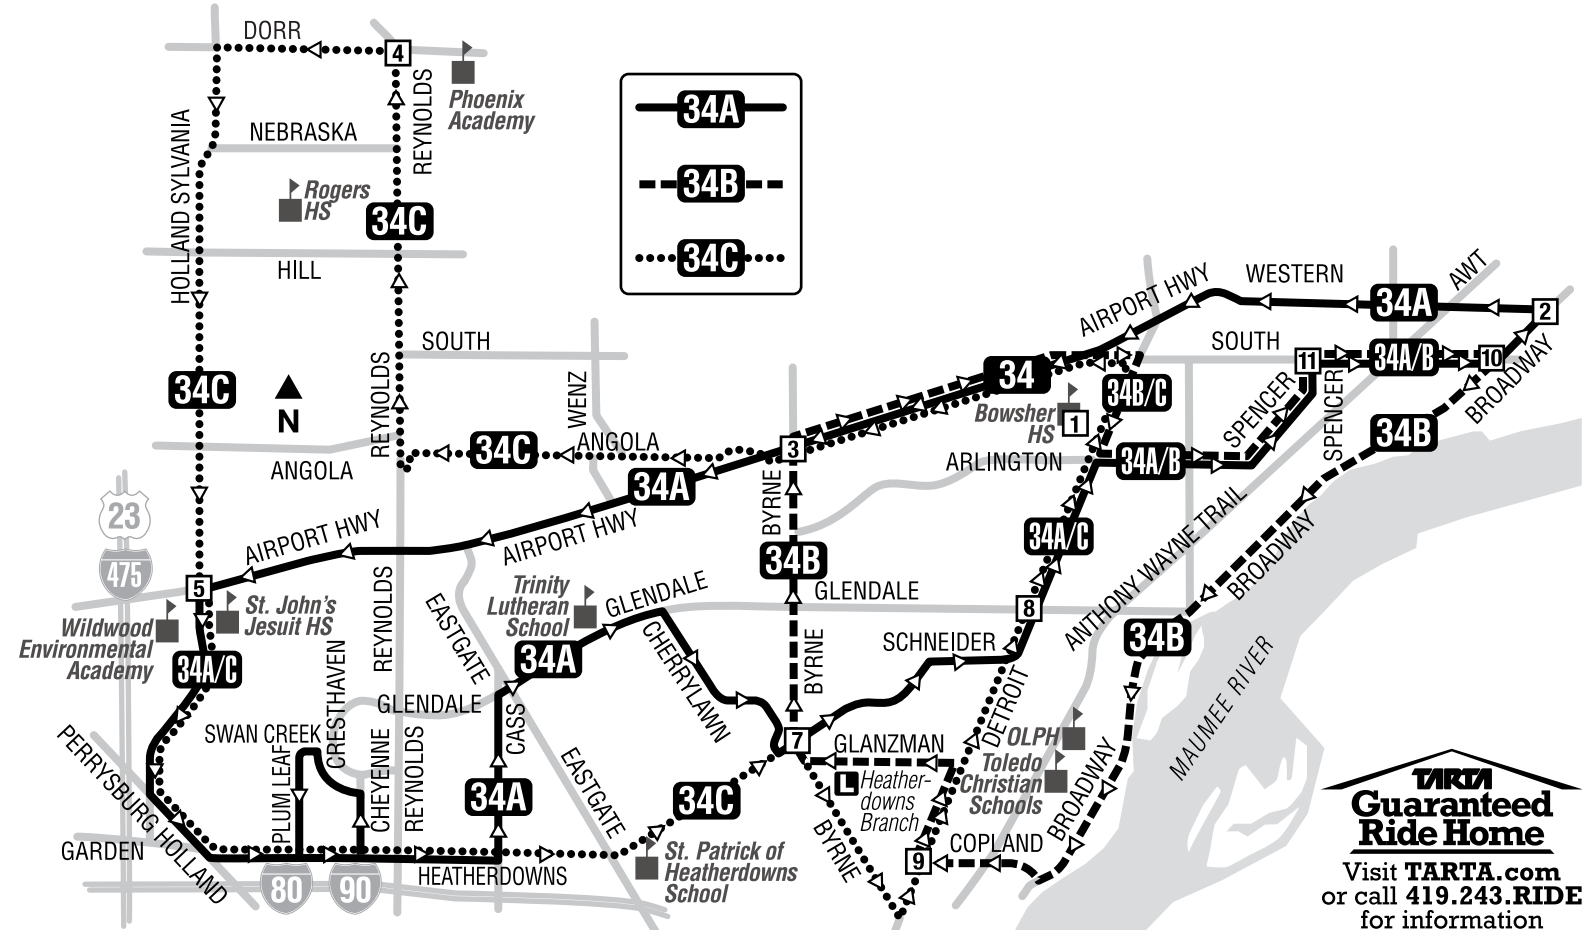 DORR
4
REYNOLDS
Phoenix
Academy
34A
34B
34C
NEBRASKA
HOLLAND SYLVANIA
Rogers
HS
34C
HILL
SOUTH
REYNOLDS
WENZ
34C
N
34C
ANGOLA
ANGOLA
3
34
AIRPORT HWY
WESTERN
34A
AWT
2
SOUTH
11
34A/B
10
BROADWAY
34B/C
Bowsher
HS
1
SPENCER
SPENCER
34B
ARLINGTON
34A/B
23
475
AIRPORT HWY
34A
AIRPORT HWY
BYRNE
34B
34A/C
ANTHONY WAYNE TRAIL
BROADWAY
5
Wildwood
Environmental
Academy
St. John's
Jesuit HS
34A/C
REYNOLDS
EASTGATE
Trinity
Lutheran
School
GLENDALE
34A
GLENDALE
8
SCHNEIDER
34B
MAUMEE RIVER
CRESTHAVEN
GLENDALE
CHERRYLAWN
BYRNE
PERRYSBURG HOLLAND
SWAN CREEK
PLUM LEAF
CHEYENNE
REYNOLDS
CASS
34A
EASTGATE
34C
7
GLANZMAN
L
Heather-
downs
Branch
DETROIT
OLPH
Toledo
Christian
Schools
BROADWAY
GARDEN
80
90
HEATHERDOWNS
St. Patrick of
Heatherdowns
School
BYRNE
9
COPLAND
TARTA
Guaranteed
Ride Home
Visit TARTA.com
or call 419.243.RIDE
for information